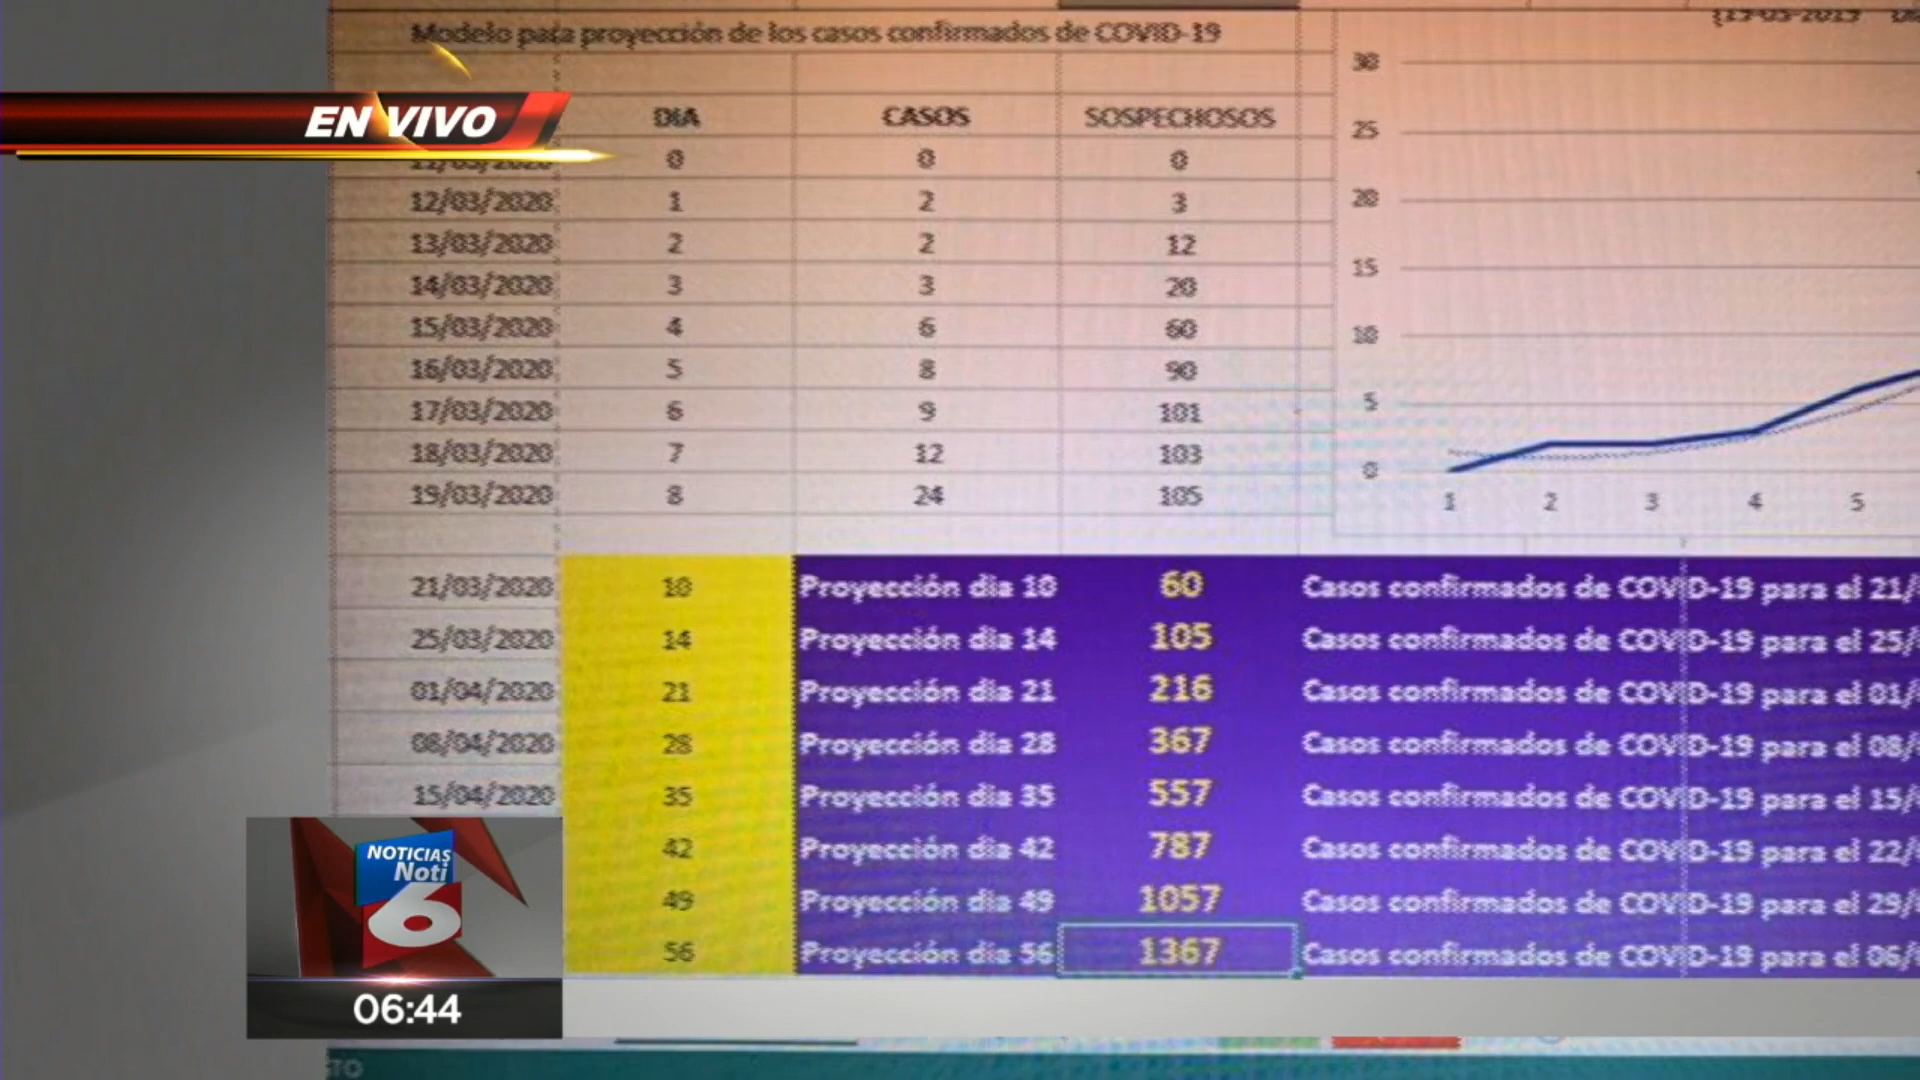 Modelo para proyección de los casos confirmados de COVID-19
EN VIVO
DIA CASOS SOSPECHOSOS
11/03/2020 0 0 0
12/03/2020 1 2 3
13/03/2020 2 2 12
14/03/2020 3 3 20
15/03/2020 4 6 60
16/03/2020 5 8 90
17/03/2020 6 9 101
18/03/2020 7 12 103
19/03/2020 8 24 105
30
25
20
15
10
5
0
1 2 3 4 5
21/03/2020 10 Proyección dia 10 60 Casos confirmados de COVID-19 para el 21/
25/03/2020 14 Proyección dia 14 105 Casos confirmados de COVID-19 para el 25/
01/04/2020 21 Proyección dia 21 216 Casos confirmados de COVID-19 para el 01/
08/04/2020 28 Proyección dia 28 367 Casos confirmados de COVID-19 para el 08/
15/04/2020 35 Proyección dia 35 557 Casos confirmados de COVID-19 para el 15/
42 Proyección dia 42 787 Casos confirmados de COVID-19 para el 22/
49 Proyección dia 49 1057 Casos confirmados de COVID-19 para el 29/
56 Proyección dia 56 1367 Casos confirmados de COVID-19 para el 06/
NOTICIAS
Noti
6
06:44